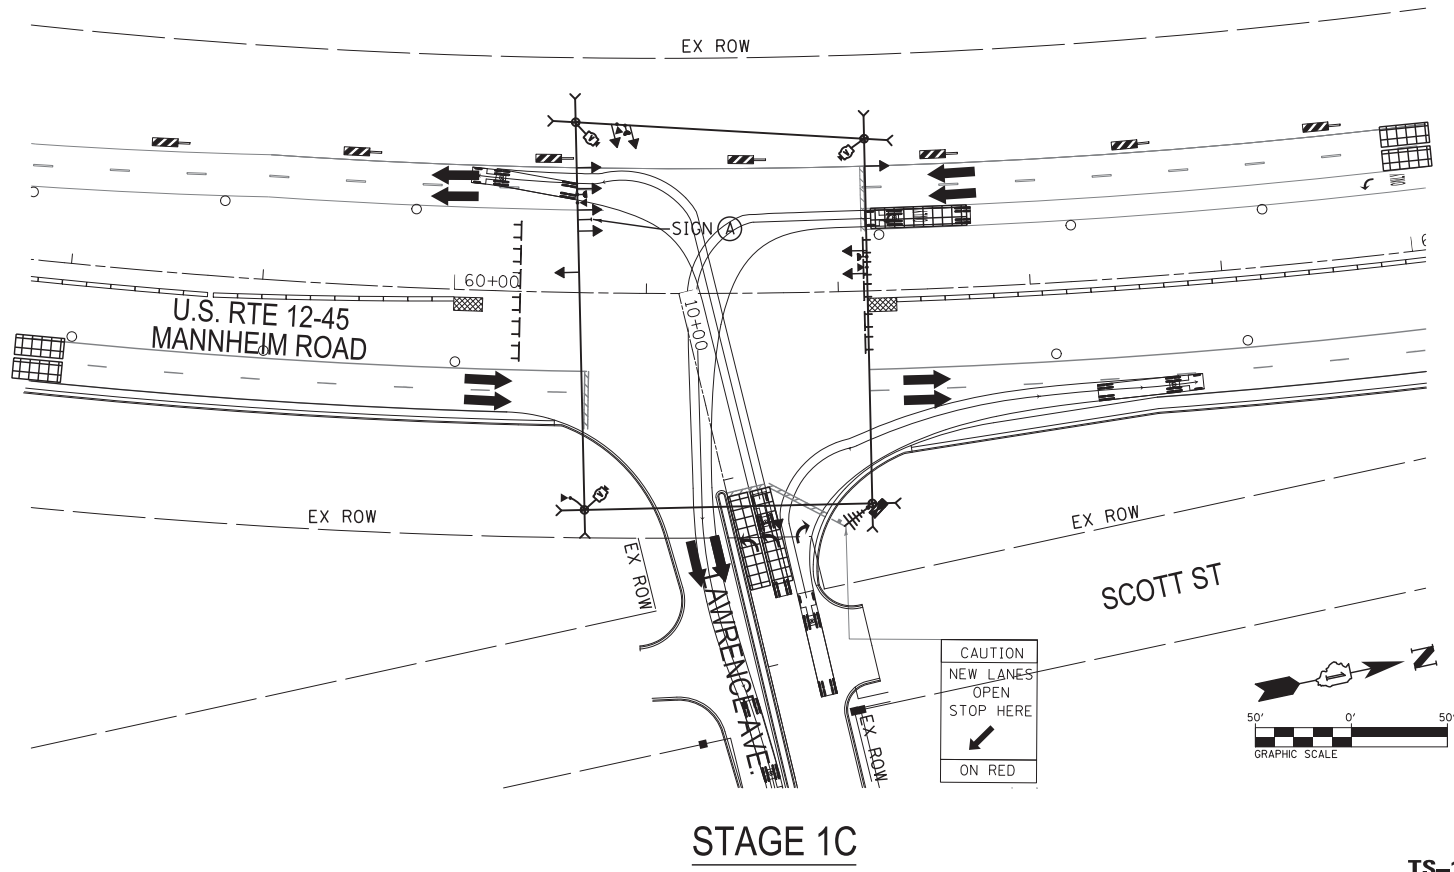 EX ROW
SIGN A
60+00
10+00
U.S. RTE 12-45
MANNHEIM ROAD
EX ROW
EX ROW
EX ROW
SCOTT ST
LAWRENCE AVE.
CAUTION
NEW LANES
OPEN
STOP HERE
ON RED
EX ROW
N
50' 0' 50'
GRAPHIC SCALE
STAGE 1C